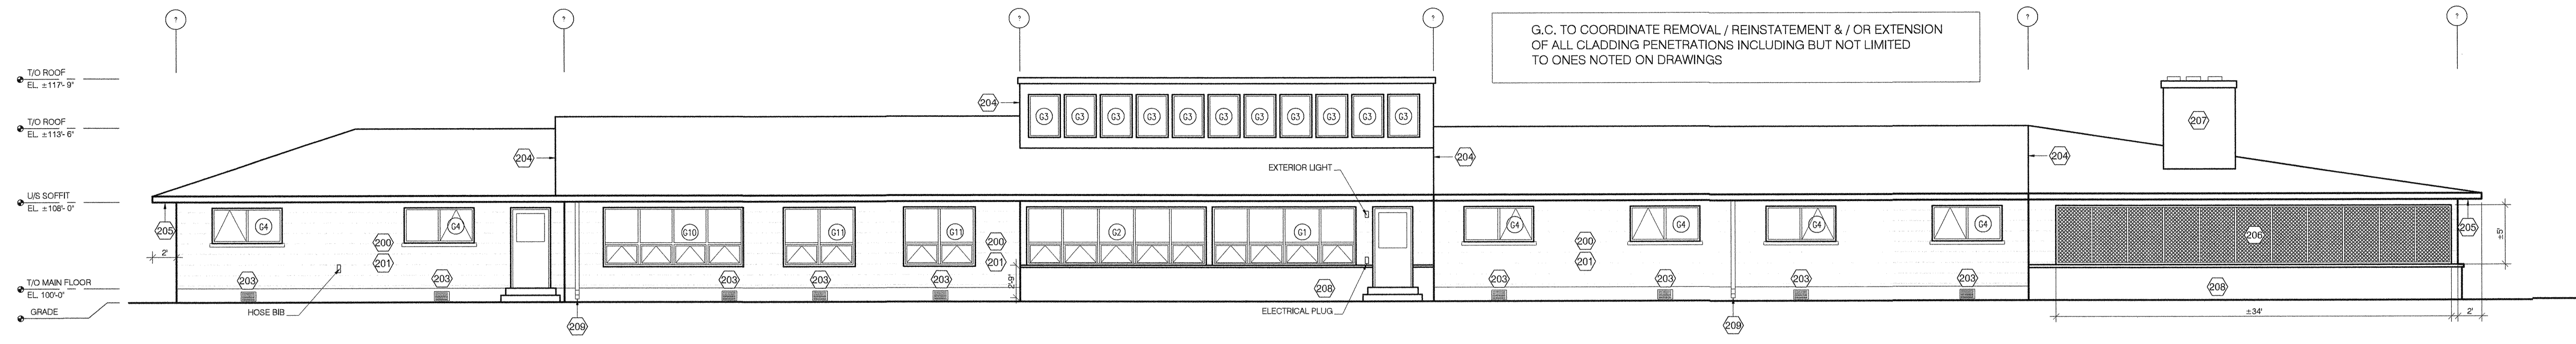 ?
?
?
?
?
?
G.C. TO COORDINATE REMOVAL / REINSTATEMENT & / OR EXTENSION
OF ALL CLADDING PENETRATIONS INCLUDING BUT NOT LIMITED
TO ONES NOTED ON DRAWINGS
T/O ROOF
EL. ±117'- 9"
T/O ROOF
EL. ±113'- 6"
U/S SOFFIT
EL. ±108'- 0"
T/O MAIN FLOOR
EL. 100'-0"
GRADE
204
G3 G3 G3 G3 G3 G3 G3 G3 G3 G3 G3
207
204
204
204
EXTERIOR LIGHT
205
G4
G4
G10
G11
G11
G2
G1
G4
G4
G4
G4
206
205
±5'
2'
200
201
200
201
200
201
2'-9"
203
203
203
203
203
203
203
203
203
208
208
HOSE BIB
ELECTRICAL PLUG
209
209
±34'
2'